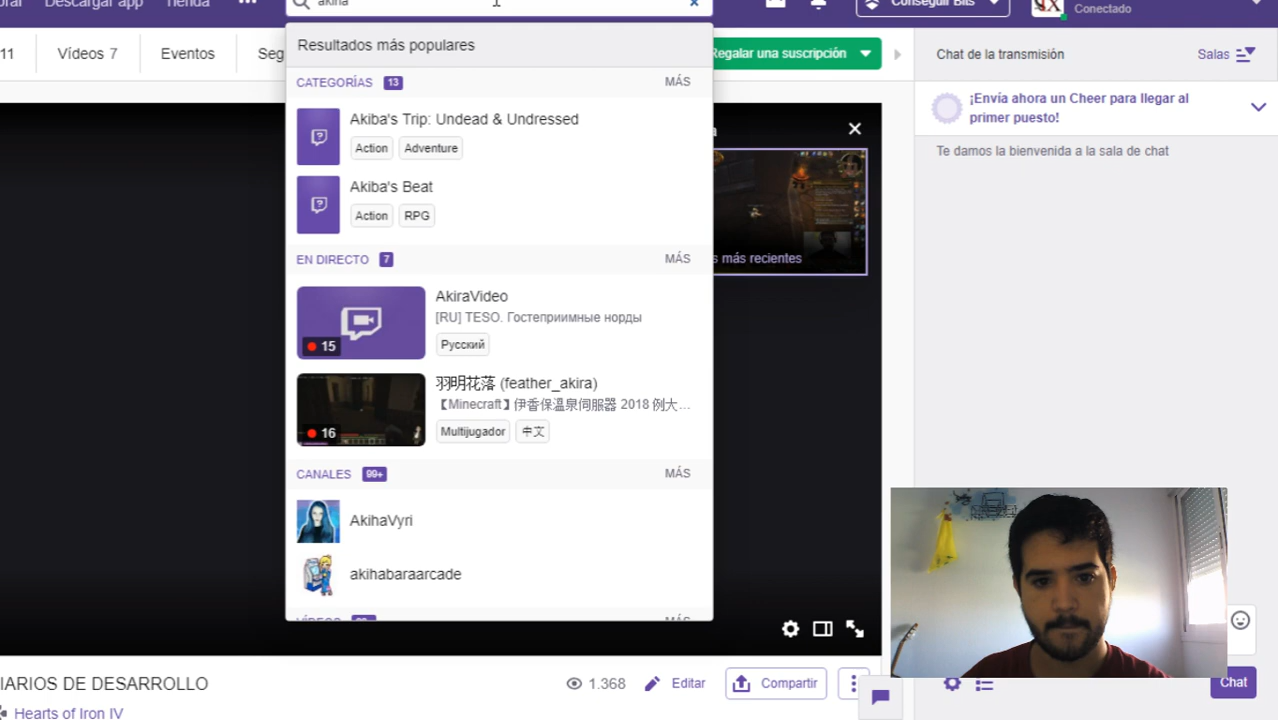 Descargar app
Tienda
akiha
Conseguir Bits
Conectado
11
Vídeos 7
Eventos
Seg
Resultados más populares
Regalar una suscripción
Chat de la transmisión
Salas
CATEGORÍAS 13
MÁS
¡Envía ahora un Cheer para llegar al
primer puesto!
Akiba's Trip: Undead & Undressed
Action
Adventure
Te damos la bienvenida a la sala de chat
Akiba's Beat
Action
RPG
EN DIRECTO 7
MÁS
s más recientes
AkiraVideo
[RU] TESO. Гостеприимные норды
Русский
15
羽明花落 (feather_akira)
【Minecraft】伊香保温泉伺服器 2018 例大...
Multijugador
中文
16
CANALES 99+
MÁS
AkihaVyri
akihabaraarcade
VÍDEOS
MÁS
IARIOS DE DESARROLLO
1.368
Editar
Compartir
Chat
Hearts of Iron IV